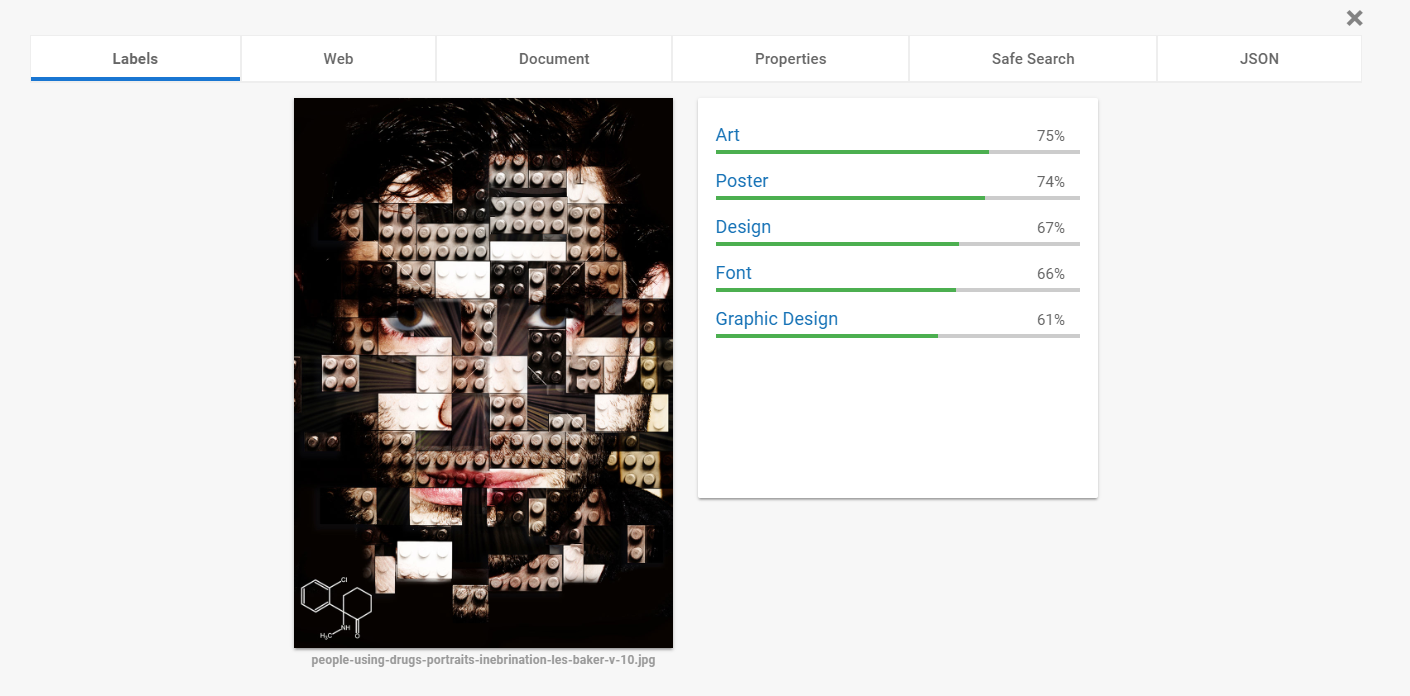 Labels
Web
Document
Properties
Safe Search
JSON
Art 75%
Poster 74%
Design 67%
Font 66%
Graphic Design 61%
Cl
NH
H₃C
O
people-using-drugs-portraits-inebrination-les-baker-v-10.jpg